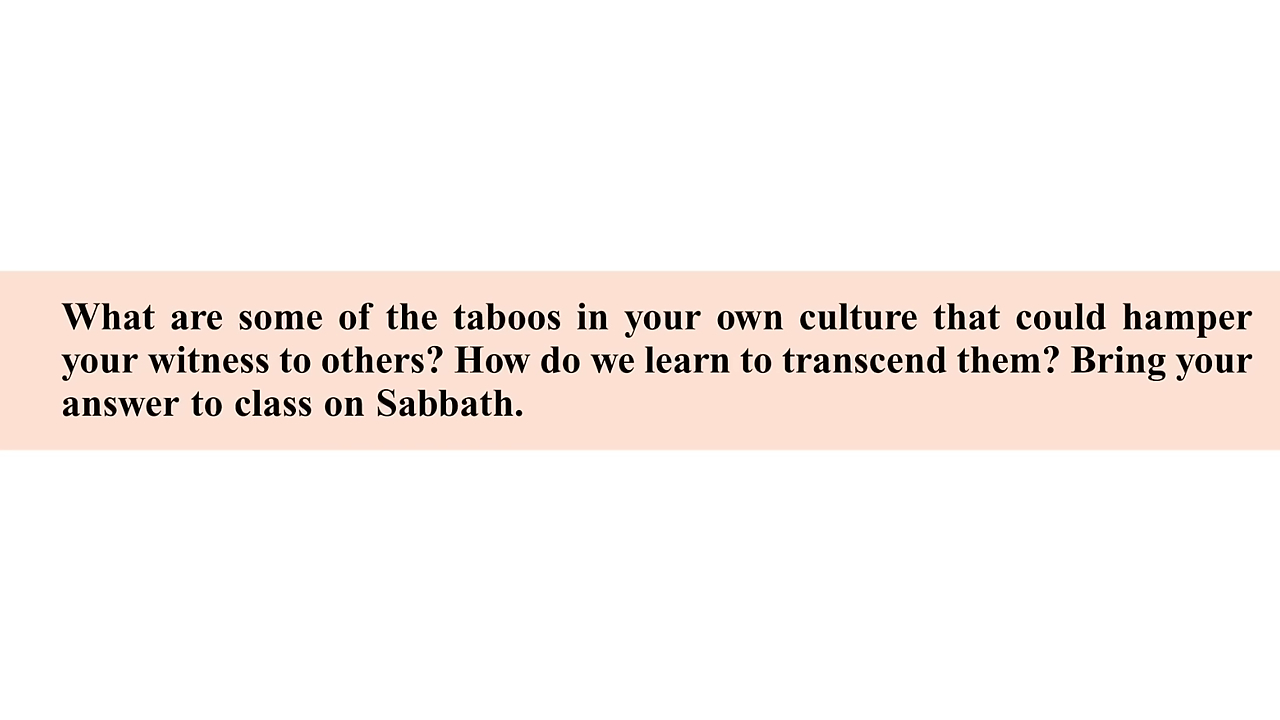 What are some of the taboos in your own culture that could hamper
your witness to others? How do we learn to transcend them? Bring your
answer to class on Sabbath.